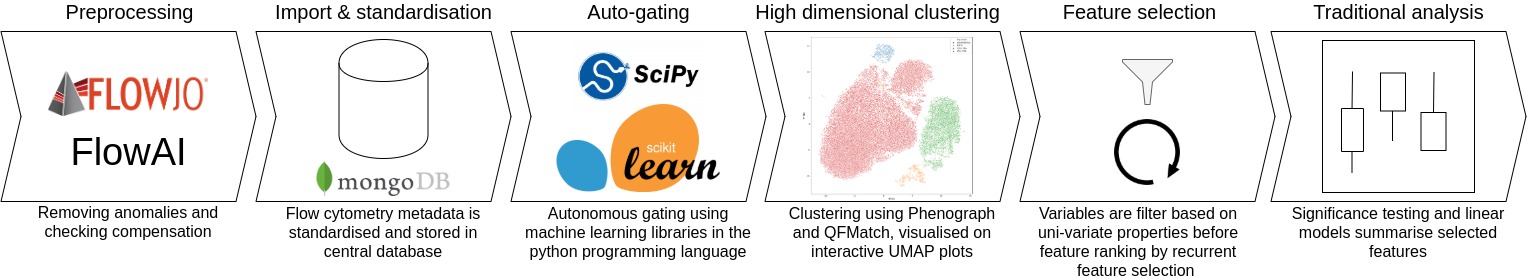 Preprocessing
FLOWJO®
FlowAI
Removing anomalies and
checking compensation
Import & standardisation
mongoDB
Flow cytometry metadata is
standardised and stored in
central database
Auto-gating
SciPy
scikit
learn
Autonomous gating using
machine learning libraries in the
python programming language
High dimensional clustering
Clustering using Phenograph
and QFMatch, visualised on
interactive UMAP plots
Feature selection
Variables are filter based on
uni-variate properties before
feature ranking by recurrent
feature selection
Traditional analysis
Significance testing and linear
models summarise selected
features